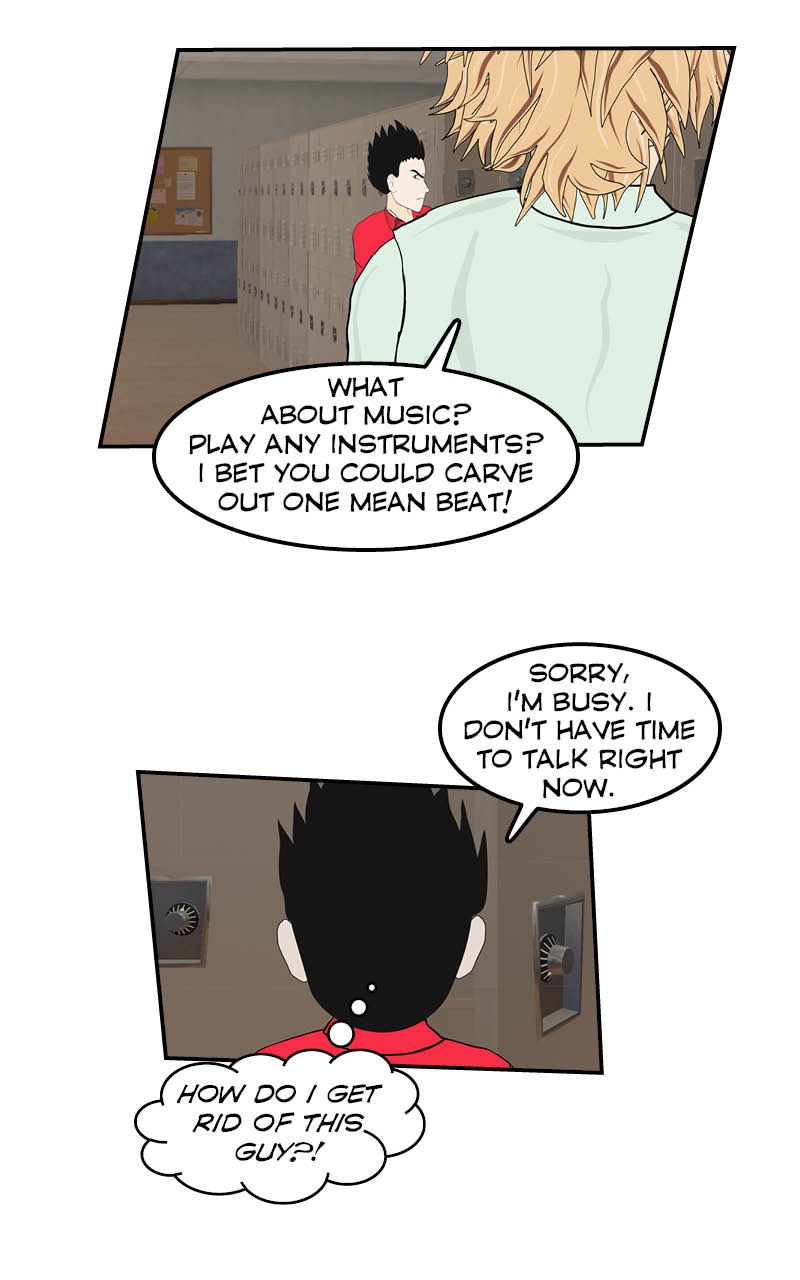 WHAT
ABOUT MUSIC?
PLAY ANY INSTRUMENTS?
I BET YOU COULD CARVE
OUT ONE MEAN BEAT!
SORRY,
I'M BUSY. I
DON'T HAVE TIME
TO TALK RIGHT
NOW.
HOW DO I GET
RID OF THIS
GUY?!